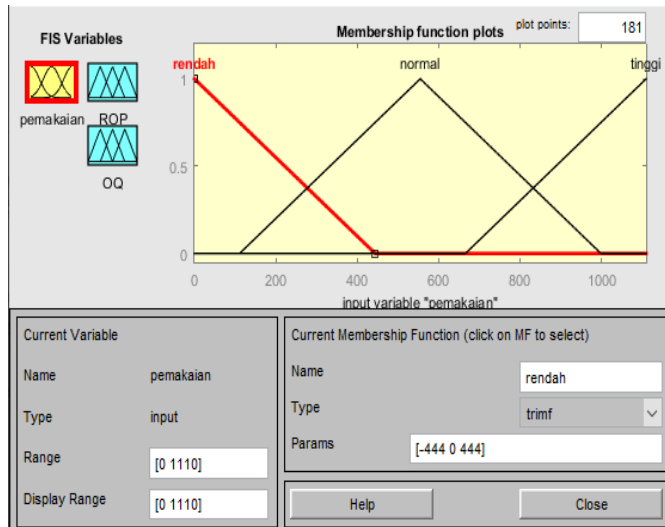 FIS Variables
Membership function plots
plot points:
181
rendah
normal
tinggi
pemakaian
ROP
OQ
1
0.5
0
0
200
400
600
800
1000
input variable "pemakaian"
Current Variable
Name
pemakaian
Type
input
Range
[0 1110]
Display Range
[0 1110]
Current Membership Function (click on MF to select)
Name
rendah
Type
trimf
Params
[-444 0 444]
Help
Close